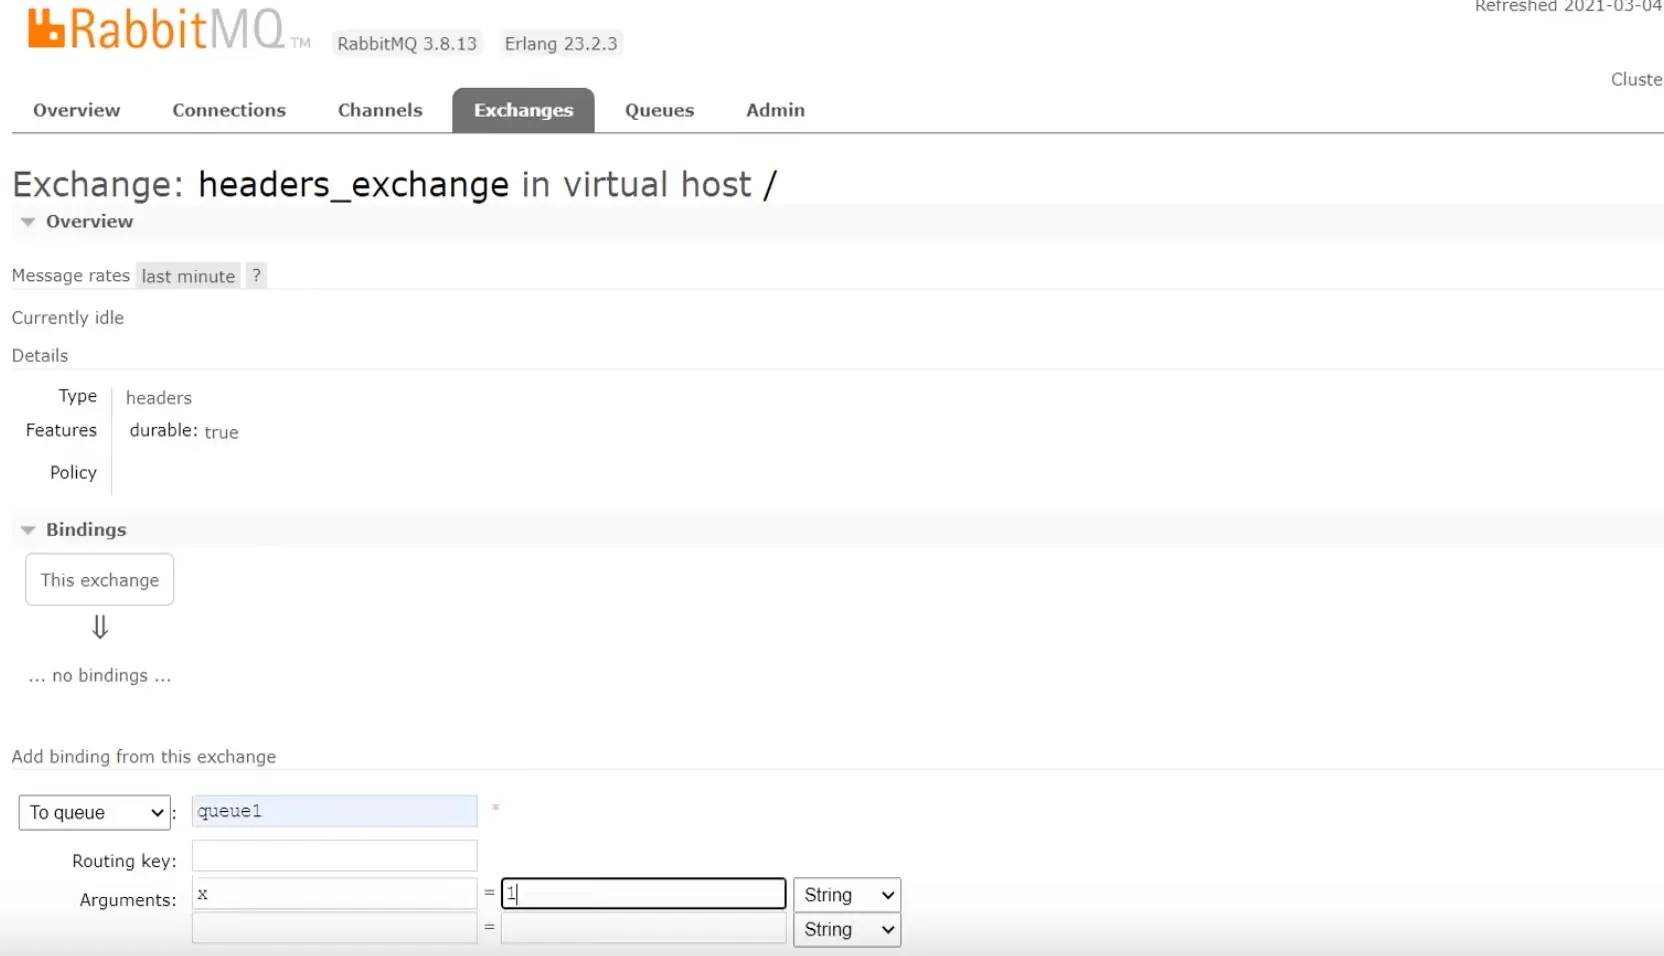 Refreshed 2021-03-04
RabbitMQ TM RabbitMQ 3.8.13 Erlang 23.2.3
Cluste
Overview Connections Channels Exchanges Queues Admin
Exchange: headers_exchange in virtual host /
Overview
Message rates last minute ?
Currently idle
Details
Type headers
Features durable: true
Policy
Bindings
This exchange
⇓
... no bindings ...
Add binding from this exchange
To queue : queue1 *
Routing key:
Arguments: x = 1 String
= String